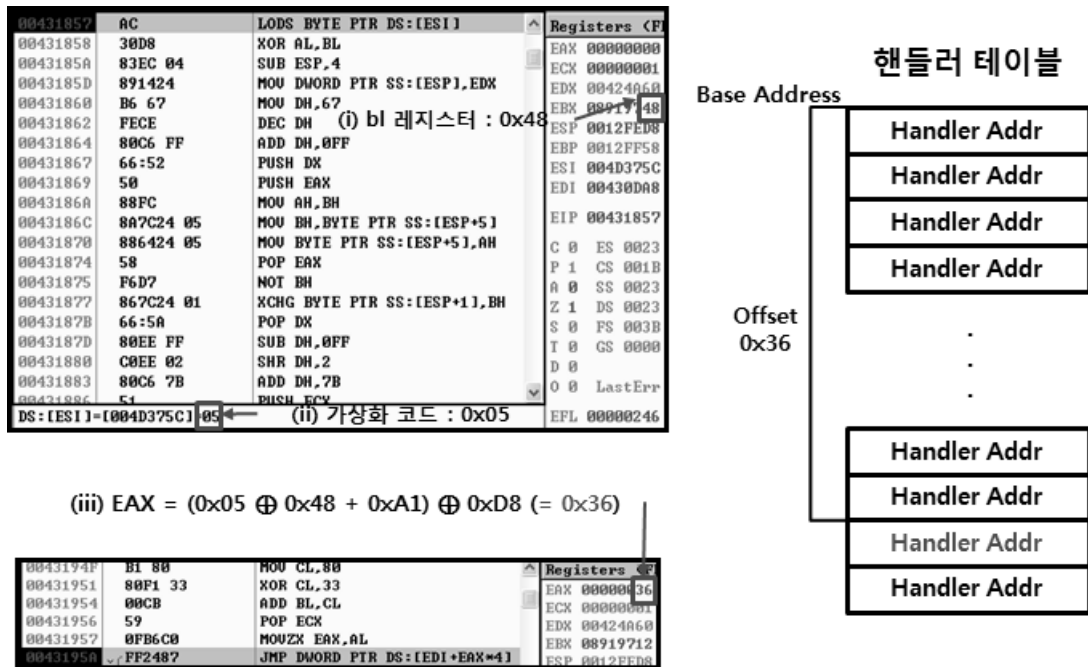 00431857 AC LODS BYTE PTR DS:[ESI]
00431858 30D8 XOR AL,BL
0043185A 83EC 04 SUB ESP,4
0043185D 891424 MOV DWORD PTR SS:[ESP],EDX
00431860 B6 67 MOV DH,67
00431862 FECE DEC DH
00431864 80C6 FF ADD DH,0FF
00431867 66:52 PUSH DX
00431869 50 PUSH EAX
0043186A 88FC MOV AH,BH
0043186C 8A7C24 05 MOV BH,BYTE PTR SS:[ESP+5]
00431870 886424 05 MOV BYTE PTR SS:[ESP+5],AH
00431874 58 POP EAX
00431875 F6D7 NOT BH
00431877 867C24 01 XCHG BYTE PTR SS:[ESP+1],BH
0043187B 66:5A POP DX
0043187D 80EE FF SUB DH,0FF
00431880 C0EE 02 SHR DH,2
00431883 80C6 7B ADD DH,7B
00431886 51 PUSH ECX
DS:[ESI]=[004D375C]=05
(i) bl 레지스터 : 0x48
(ii) 가상화 코드 : 0x05
Registers (F
EAX 00000000
ECX 00000001
EDX 00424A60
EBX 08919748
ESP 0012FED8
EBP 0012FF58
ESI 004D375C
EDI 00430DA8
EIP 00431857
C 0 ES 0023
P 1 CS 001B
A 0 SS 0023
Z 1 DS 0023
S 0 FS 003B
T 0 GS 0000
D 0
O 0 LastErr
EFL 00000246
핸들러 테이블
Base Address
Handler Addr
Handler Addr
Handler Addr
Handler Addr
Offset
0x36
.
.
.
Handler Addr
Handler Addr
Handler Addr
Handler Addr
(iii) EAX = (0x05 ⊕ 0x48 + 0xA1) ⊕ 0xD8 (= 0x36)
0043194F B1 80 MOV CL,80
00431951 80F1 33 XOR CL,33
00431954 00CB ADD BL,CL
00431956 59 POP ECX
00431957 0FB6C0 MOVZX EAX,AL
0043195A FF2487 JMP DWORD PTR DS:[EDI+EAX*4]
Registers (F
EAX 00000036
ECX 00000001
EDX 00424A60
EBX 08919712
ESP 0012FED8